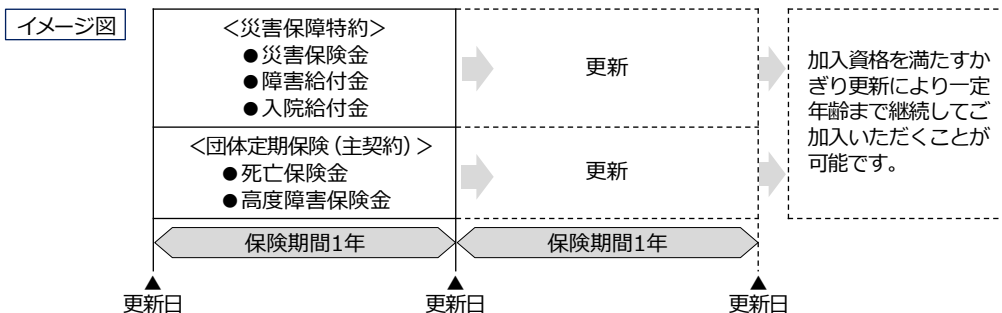 イメージ図
＜災害保障特約＞
●災害保険金
●障害給付金
●入院給付金
更新
加入資格を満たすか
ぎり更新により一定
年齢まで継続してご
加入いただくことが
可能です。
＜団体定期保険（主契約）＞
●死亡保険金
●高度障害保険金
更新
保険期間1年
保険期間1年
▲
更新日
▲
更新日
▲
更新日